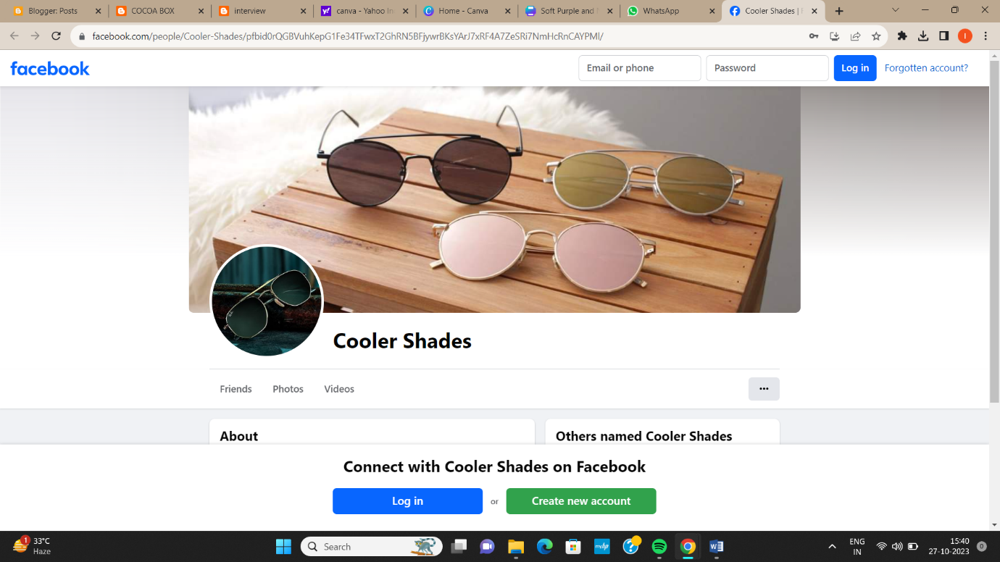 Blogger: Posts
COCOA BOX
interview
canva - Yahoo In
Home - Canva
Soft Purple and
WhatsApp
Cooler Shades |
facebook.com/people/Cooler-Shades/pfbid0rQGBVuhKepG1Fe34TFwxT2GhRN5BFjywrBKsYArJ7xRF4A7ZeSRi7NmHcRnCAYPMl/
I
facebook
Email or phone
Password
Log in
Forgotten account?
Cooler Shades
Friends
Photos
Videos
About
Others named Cooler Shades
Connect with Cooler Shades on Facebook
Log in
or
Create new account
1
33°C
Haze
Search
myhp
ENG
IN
15:40
27-10-2023
0